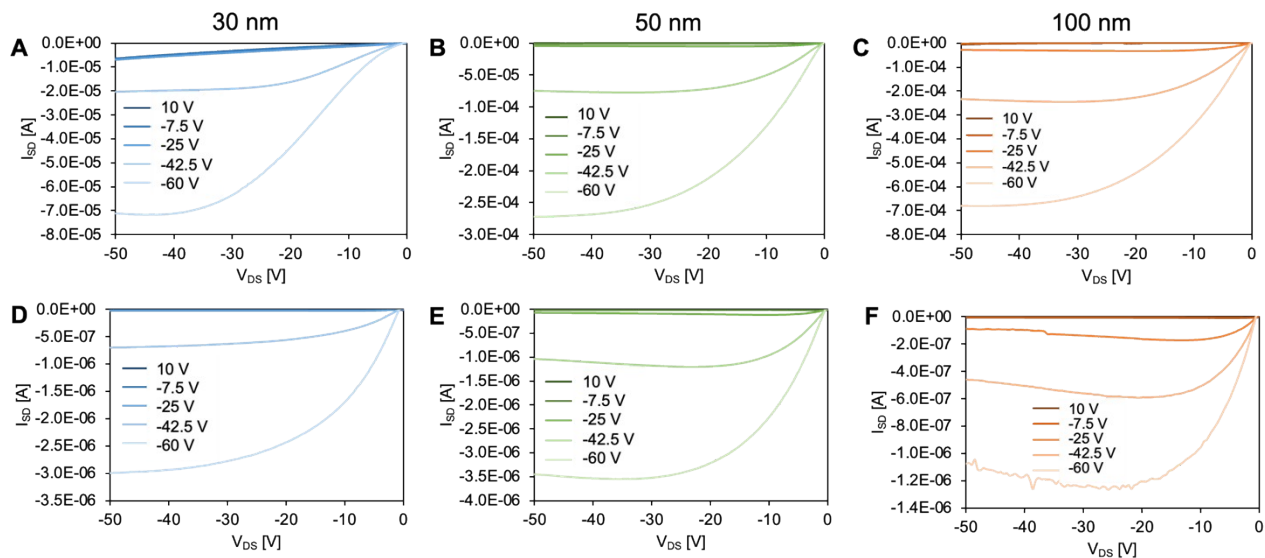 30 nm
50 nm
100 nm
A
0.0E+00
-1.0E-05
-2.0E-05
-3.0E-05
-4.0E-05
-5.0E-05
-6.0E-05
-7.0E-05
-8.0E-05
ISD [A]
10 V
-7.5 V
-25 V
-42.5 V
-60 V
-50 -40 -30 -20 -10 0
VDS [V]
B
0.0E+00
-5.0E-05
-1.0E-04
-1.5E-04
-2.0E-04
-2.5E-04
-3.0E-04
ISD [A]
10 V
-7.5 V
-25 V
-42.5 V
-60 V
-50 -40 -30 -20 -10 0
VDS [V]
C
0.0E+00
-1.0E-04
-2.0E-04
-3.0E-04
-4.0E-04
-5.0E-04
-6.0E-04
-7.0E-04
-8.0E-04
ISD [A]
10 V
-7.5 V
-25 V
-42.5 V
-60 V
-50 -40 -30 -20 -10 0
VDS [V]
D
0.0E+00
-5.0E-07
-1.0E-06
-1.5E-06
-2.0E-06
-2.5E-06
-3.0E-06
-3.5E-06
ISD [A]
10 V
-7.5 V
-25 V
-42.5 V
-60 V
-50 -40 -30 -20 -10 0
VDS [V]
E
0.0E+00
-5.0E-07
-1.0E-06
-1.5E-06
-2.0E-06
-2.5E-06
-3.0E-06
-3.5E-06
-4.0E-06
ISD [A]
10 V
-7.5 V
-25 V
-42.5 V
-60 V
-50 -40 -30 -20 -10 0
VDS [V]
F
0.0E+00
-2.0E-07
-4.0E-07
-6.0E-07
-8.0E-07
-1.0E-06
-1.2E-06
-1.4E-06
ISD [A]
10 V
-7.5 V
-25 V
-42.5 V
-60 V
-50 -40 -30 -20 -10 0
VDS [V]